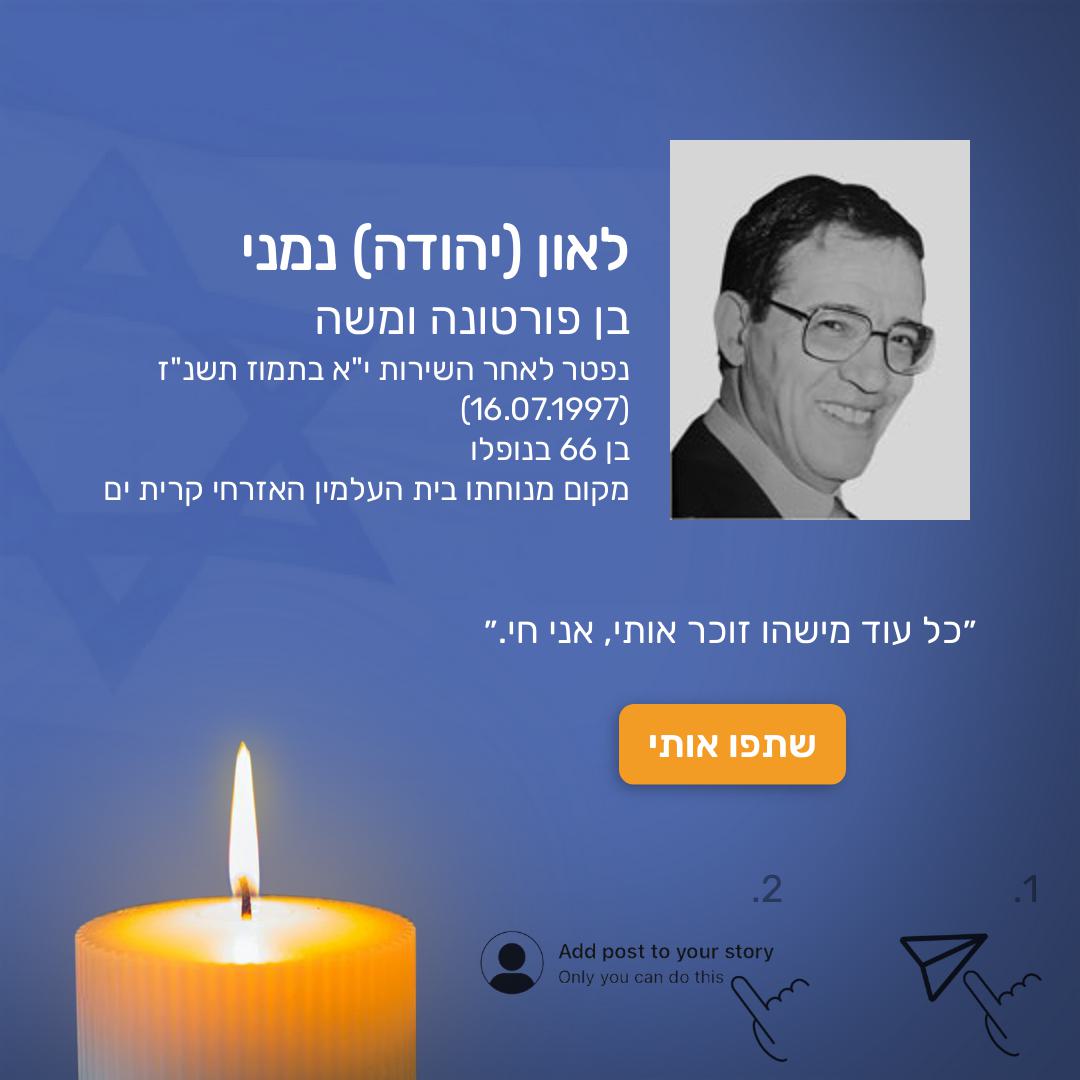 לאון (יהודה) נמני
בן פורטונה ומשה
נפטר לאחר השירות י"א בתמוז תשנ"ז
(16.07.1997)
בן 66 בנופלו
מקום מנוחתו בית העלמין האזרחי קרית ים
״כל עוד מישהו זוכר אותי, אני חי.״
שתפו אותי
1.
2.
Add post to your story
Only you can do this